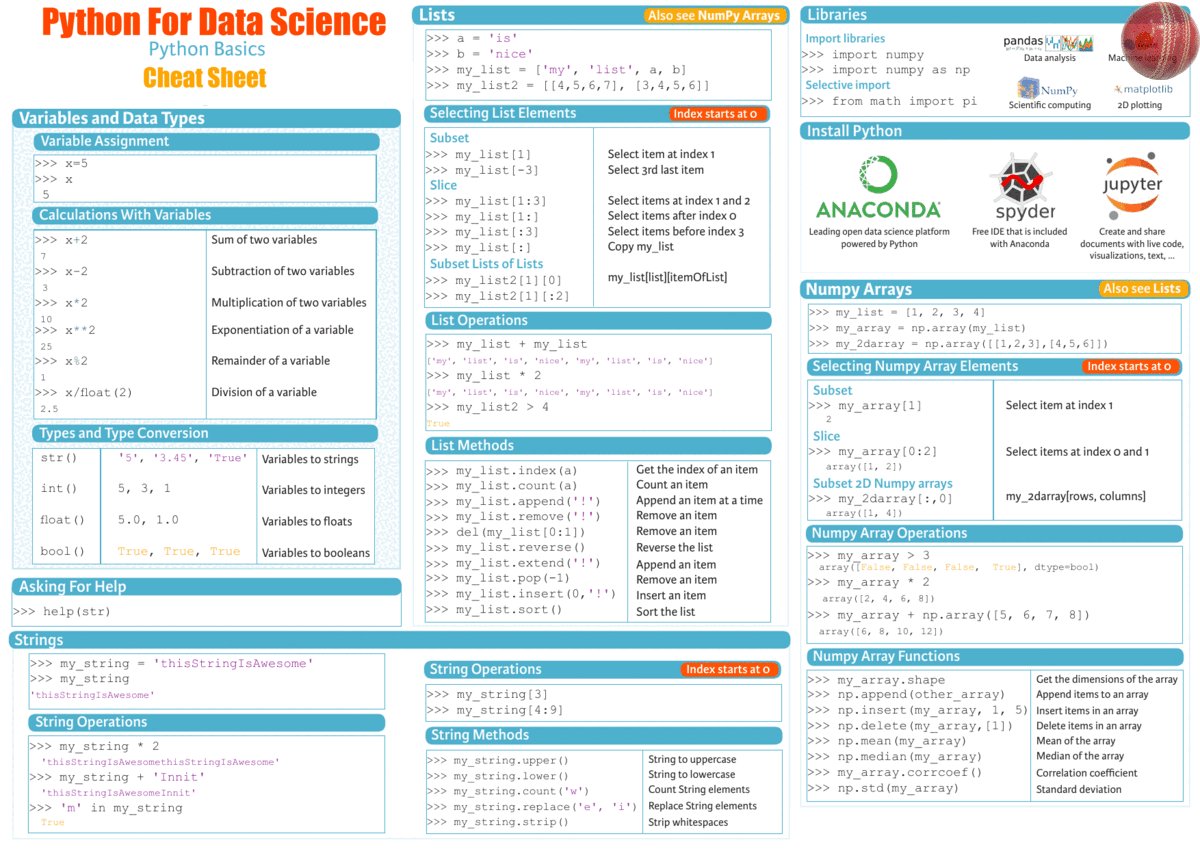 Python For Data Science
Python Basics
Cheat Sheet
Variables and Data Types
Variable Assignment
>>> x=5
>>> x
5
Calculations With Variables
>>> x+2 Sum of two variables
7
>>> x-2 Subtraction of two variables
3
>>> x*2 Multiplication of two variables
10
>>> x**2 Exponentiation of a variable
25
>>> x%2 Remainder of a variable
1
>>> x/float(2) Division of a variable
2.5
Types and Type Conversion
str() '5', '3.45', 'True' Variables to strings
int() 5, 3, 1 Variables to integers
float() 5.0, 1.0 Variables to floats
bool() True, True, True Variables to booleans
Asking For Help
>>> help(str)
Lists Also see NumPy Arrays
>>> a = 'is'
>>> b = 'nice'
>>> my_list = ['my', 'list', a, b]
>>> my_list2 = [[4,5,6,7], [3,4,5,6]]
Selecting List Elements Index starts at 0
Subset
>>> my_list[1] Select item at index 1
>>> my_list[-3] Select 3rd last item
Slice
>>> my_list[1:3] Select items at index 1 and 2
>>> my_list[1:] Select items after index 0
>>> my_list[:3] Select items before index 3
>>> my_list[:] Copy my_list
Subset Lists of Lists
>>> my_list2[1][0] my_list[list][itemOfList]
>>> my_list2[1][:2]
List Operations
>>> my_list + my_list
['my', 'list', 'is', 'nice', 'my', 'list', 'is', 'nice']
>>> my_list * 2
['my', 'list', 'is', 'nice', 'my', 'list', 'is', 'nice']
>>> my_list2 > 4
True
List Methods
>>> my_list.index(a) Get the index of an item
>>> my_list.count(a) Count an item
>>> my_list.append('!') Append an item at a time
>>> my_list.remove('!') Remove an item
>>> del(my_list[0:1]) Remove an item
>>> my_list.reverse() Reverse the list
>>> my_list.extend('!') Append an item
>>> my_list.pop(-1) Remove an item
>>> my_list.insert(0,'!') Insert an item
>>> my_list.sort() Sort the list
Strings
>>> my_string = 'thisStringIsAwesome'
>>> my_string
'thisStringIsAwesome'
String Operations
>>> my_string * 2
'thisStringIsAwesomethisStringIsAwesome'
>>> my_string + 'Innit'
'thisStringIsAwesomeInnit'
>>> 'm' in my_string
True
String Operations Index starts at 0
>>> my_string[3]
>>> my_string[4:9]
String Methods
>>> my_string.upper() String to uppercase
>>> my_string.lower() String to lowercase
>>> my_string.count('w') Count String elements
>>> my_string.replace('e', 'i') Replace String elements
>>> my_string.strip() Strip whitespaces
Libraries
Import libraries
>>> import numpy
>>> import numpy as np
Selective import
>>> from math import pi
pandas
Data analysis
Machine
NumPy
Scientific computing
matplotlib
2D plotting
Install Python
ANACONDA
Leading open data science platform
powered by Python
spyder
Free IDE that is included
with Anaconda
jupyter
Create and share
documents with live code,
visualizations, text, ...
Numpy Arrays Also see Lists
>>> my_list = [1, 2, 3, 4]
>>> my_array = np.array(my_list)
>>> my_2darray = np.array([[1,2,3],[4,5,6]])
Selecting Numpy Array Elements Index starts at 0
Subset
>>> my_array[1] Select item at index 1
2
Slice
>>> my_array[0:2] Select items at index 0 and 1
array([1, 2])
Subset 2D Numpy arrays
>>> my_2darray[:,0] my_2darray[rows, columns]
array([1, 4])
Numpy Array Operations
>>> my_array > 3
array([False, False, False, True], dtype=bool)
>>> my_array * 2
array([2, 4, 6, 8])
>>> my_array + np.array([5, 6, 7, 8])
array([6, 8, 10, 12])
Numpy Array Functions
>>> my_array.shape Get the dimensions of the array
>>> np.append(other_array) Append items to an array
>>> np.insert(my_array, 1, 5) Insert items in an array
>>> np.delete(my_array,[1]) Delete items in an array
>>> np.mean(my_array) Mean of the array
>>> np.median(my_array) Median of the array
>>> my_array.corrcoef() Correlation coefficient
>>> np.std(my_array) Standard deviation